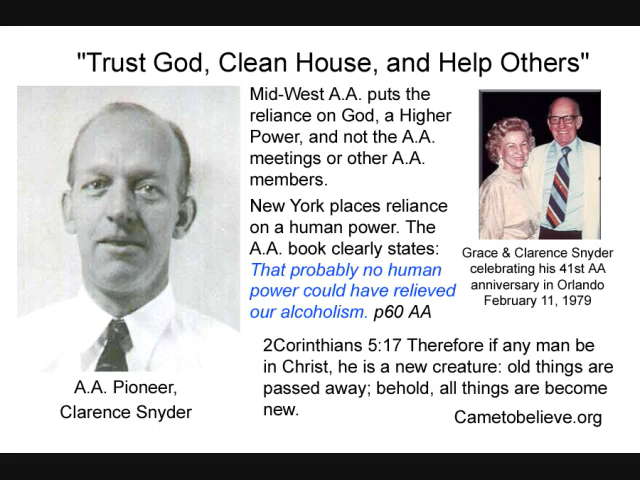 "Trust God, Clean House, and Help Others"
Mid-West A.A. puts the
reliance on God, a Higher
Power, and not the A.A.
meetings or other A.A.
members.
New York places reliance
on a human power. The
A.A. book clearly states:
That probably no human
power could have relieved
our alcoholism. p60 AA
Grace & Clarence Snyder
celebrating his 41st AA
anniversary in Orlando
February 11, 1979
2Corinthians 5:17 Therefore if any man be
in Christ, he is a new creature: old things are
passed away; behold, all things are become
new.
A.A. Pioneer,
Clarence Snyder
Cametobelieve.org